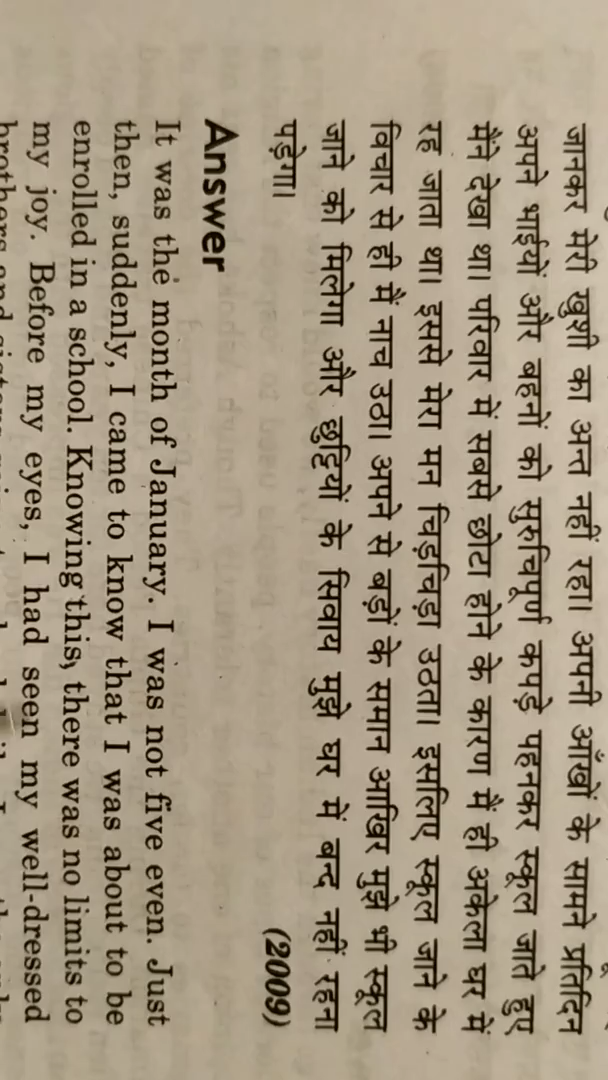 जानकर मेरी खुशी का अन्त नहीं रहा। अपनी आँखों के सामने प्रतिदिन
अपने भाईयों और बहनों को सुरुचिपूर्ण कपड़े पहनकर स्कूल जाते हुए
मैंने देखा था। परिवार में सबसे छोटा होने के कारण मैं ही अकेला घर में
रह जाता था। इससे मेरा मन चिड़चिड़ा उठता। इसलिए स्कूल जाने के
विचार से ही मैं नाच उठा। अपने से बड़ों के समान आखिर मुझे भी स्कूल
जाने को मिलेगा और छुट्टियों के सिवाय मुझे घर में बन्द नहीं रहना
पड़ेगा।
(2009)
Answer
It was the month of January. I was not five even. Just
then, suddenly, I came to know that I was about to be
enrolled in a school. Knowing this, there was no limits to
my joy. Before my eyes, I had seen my well-dressed
brothers and sisters